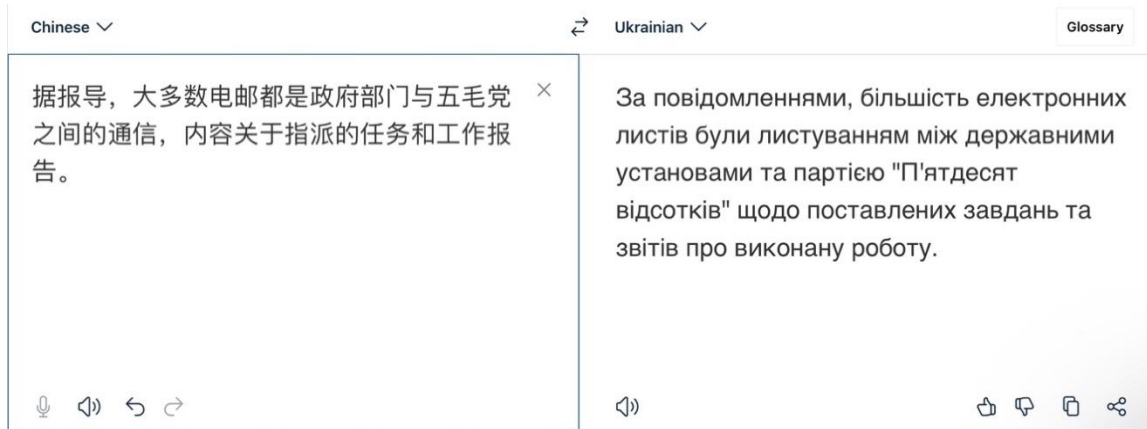 Chinese
Ukrainian
Glossary
据报导，大多数电邮都是政府部门与五毛党
之间的通信，内容关于指派的任务和工作报
告。
За повідомленнями, більшість електронних
листів були листуванням між державними
установами та партією "П'ятдесят
відсотків" щодо поставлених завдань та
звітів про виконану роботу.